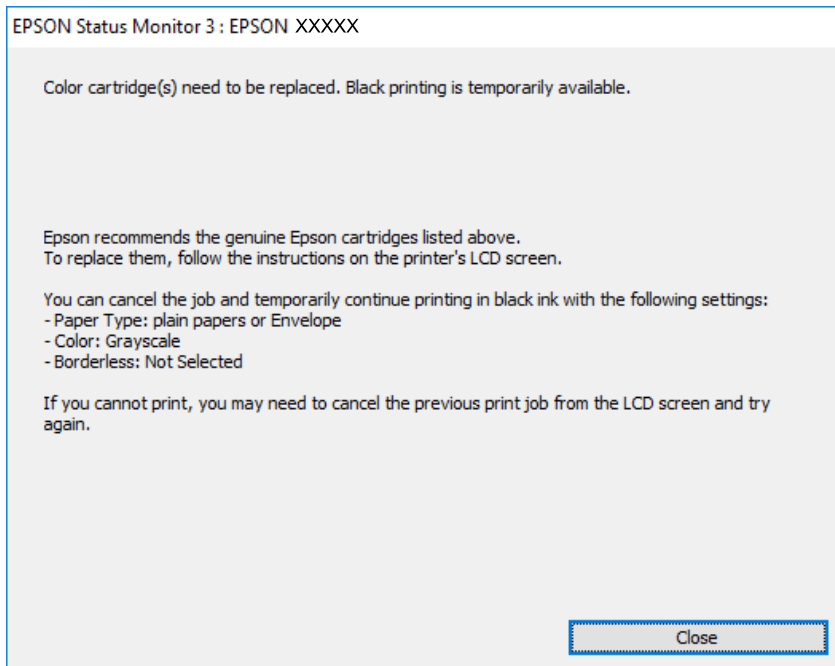 EPSON Status Monitor 3 : EPSON XXXXX
Color cartridge(s) need to be replaced. Black printing is temporarily available.
Epson recommends the genuine Epson cartridges listed above.
To replace them, follow the instructions on the printer's LCD screen.
You can cancel the job and temporarily continue printing in black ink with the following settings:
- Paper Type: plain papers or Envelope
- Color: Grayscale
- Borderless: Not Selected
If you cannot print, you may need to cancel the previous print job from the LCD screen and try
again.
Close